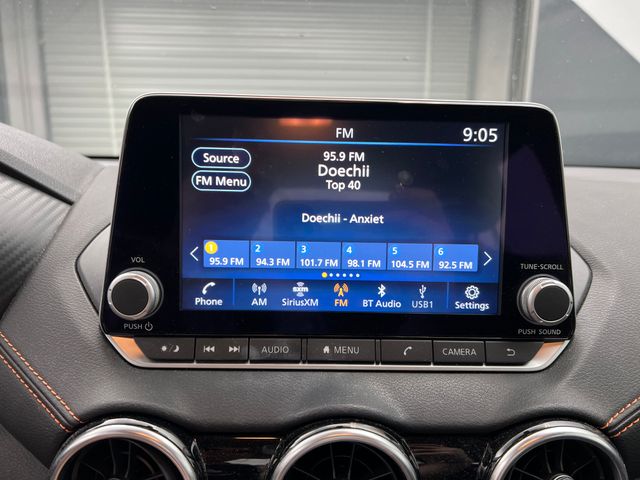 FM
9:05
Source
95.9 FM
Doechii
FM Menu
Top 40
Doechii - Anxiet
1 2 3 4 5 6
95.9 FM 94.3 FM 101.7 FM 98.1 FM 104.5 FM 92.5 FM
sxm
Phone AM SiriusXM FM BT Audio USB1 Settings
VOL
TUNE·SCROLL
PUSH
PUSH SOUND
AUDIO MENU CAMERA